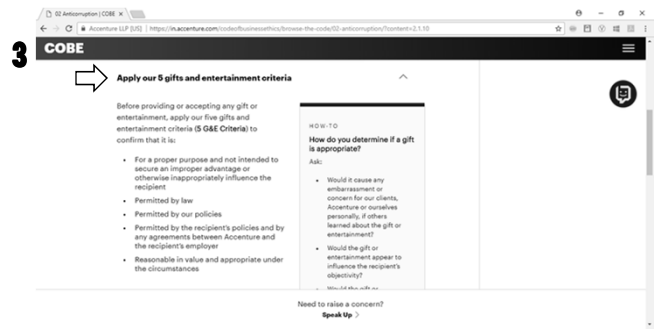 02 Anticorruption | COBE
Accenture LLP [US] | https://in.accenture.com/codeofbusinessethics/browse-the-code/02-anticorruption/?content=2.1.10
3
COBE
Apply our 5 gifts and entertainment criteria
Before providing or accepting any gift or
entertainment, apply our five gifts and
entertainment criteria (5 G&E Criteria) to
confirm that it is:
• For a proper purpose and not intended to
secure an improper advantage or
otherwise inappropriately influence the
recipient
• Permitted by law
• Permitted by our policies
• Permitted by the recipient's policies and by
any agreements between Accenture and
the recipient's employer
• Reasonable in value and appropriate under
the circumstances
HOW-TO
How do you determine if a gift
is appropriate?
Ask:
• Would it cause any
embarrassment or
concern for our clients,
Accenture or ourselves
personally, if others
learned about the gift or
entertainment?
• Would the gift or
entertainment appear to
influence the recipient's
objectivity?
• Would the gift or
Need to raise a concern?
Speak Up >